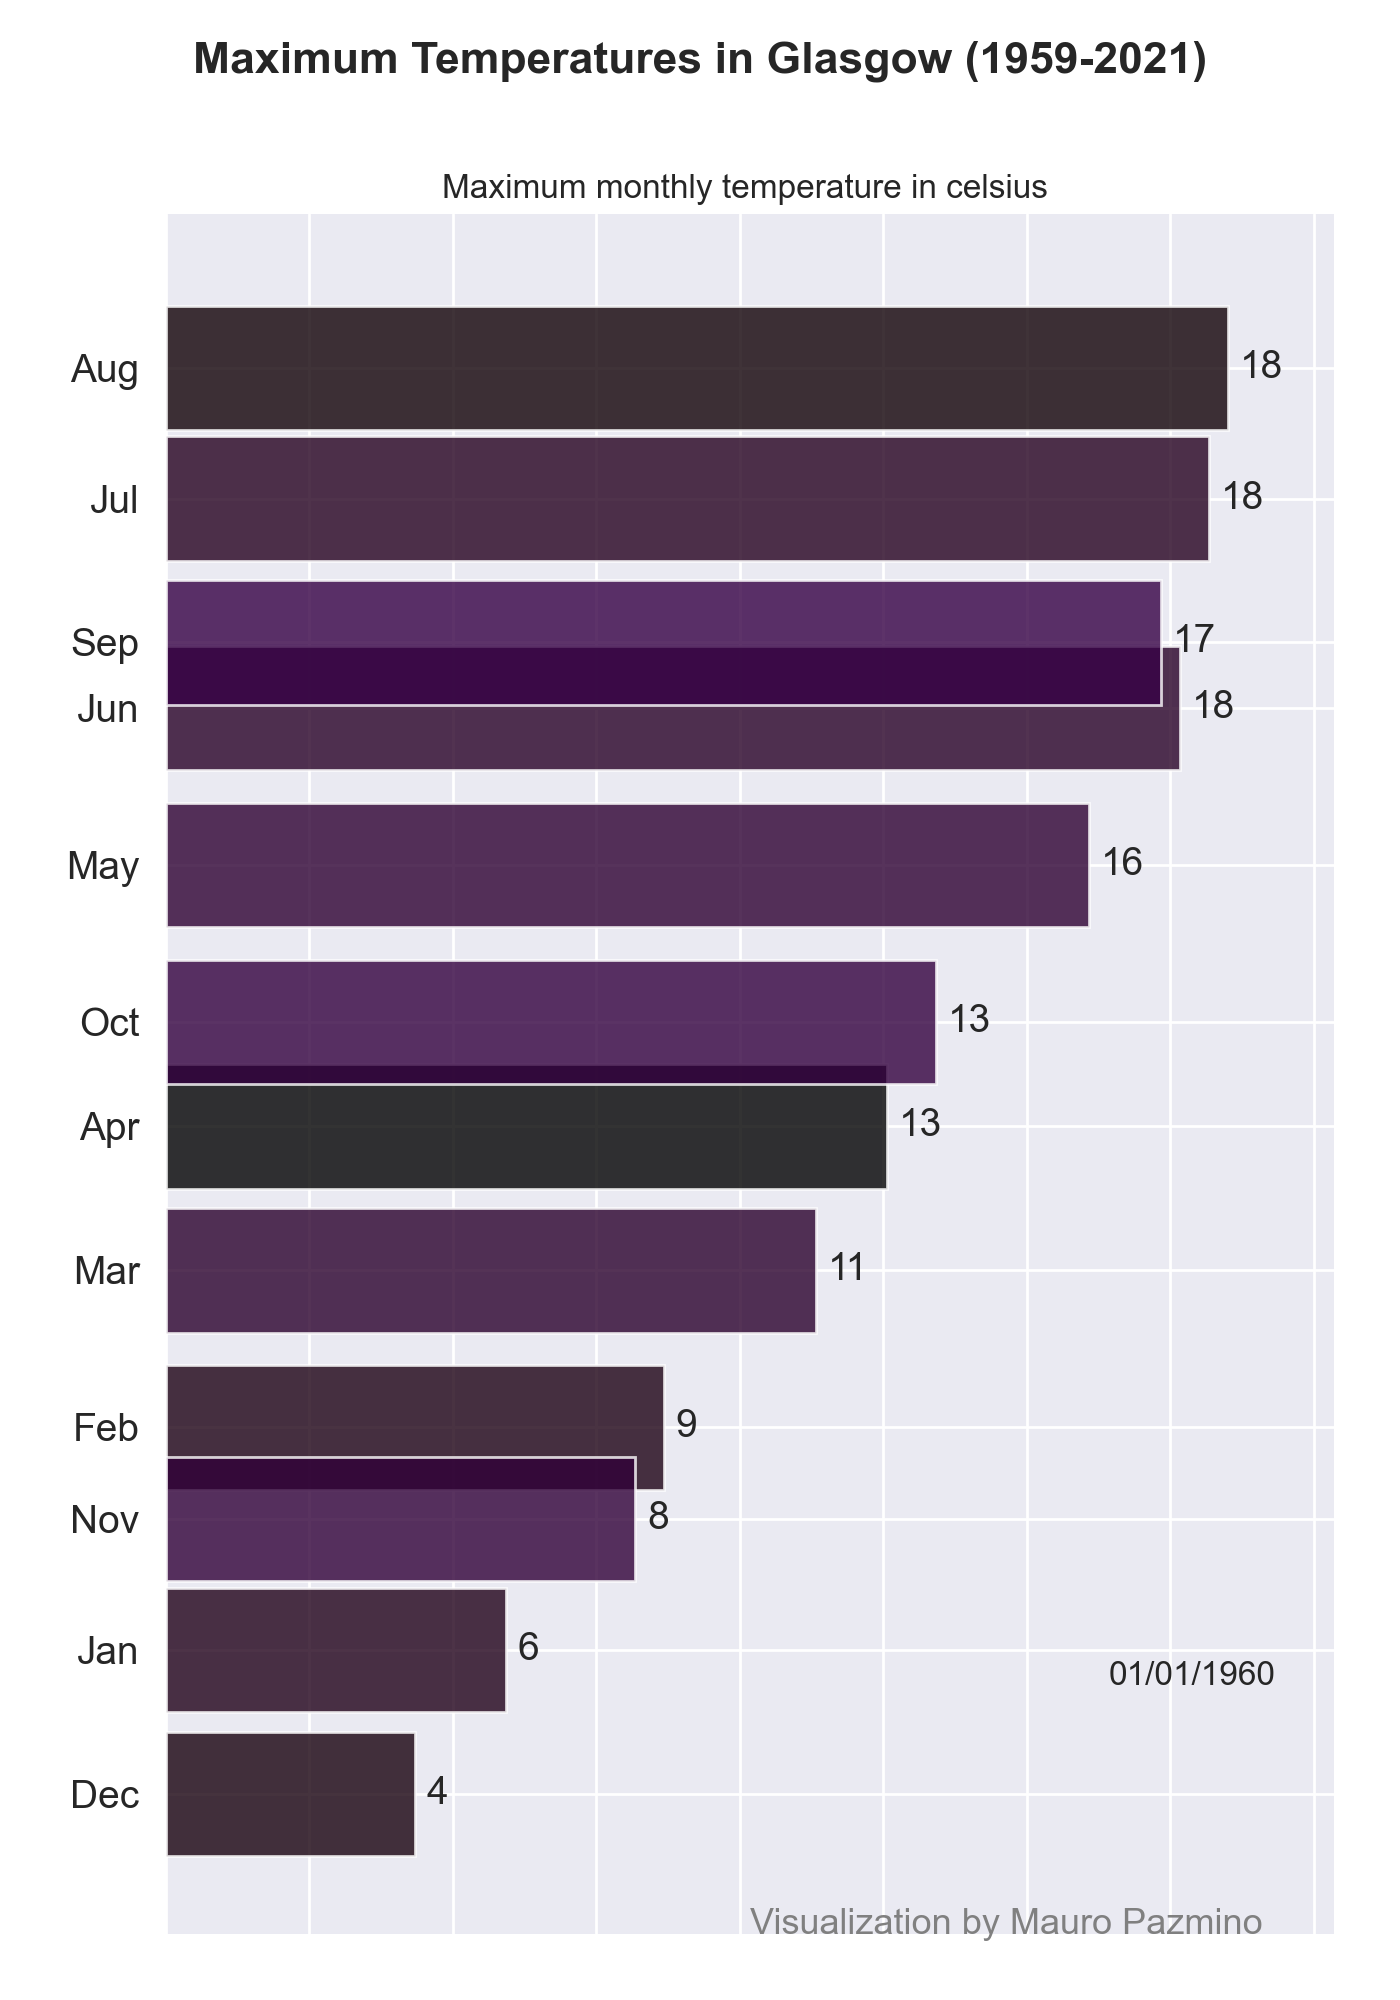 Maximum Temperatures in Glasgow (1959-2021)
Maximum monthly temperature in celsius
Aug 18
Jul 18
Sep 17
Jun 18
May 16
Oct 13
Apr 13
Mar 11
Feb 9
Nov 8
Jan 6
01/01/1960
Dec 4
Visualization by Mauro Pazmino